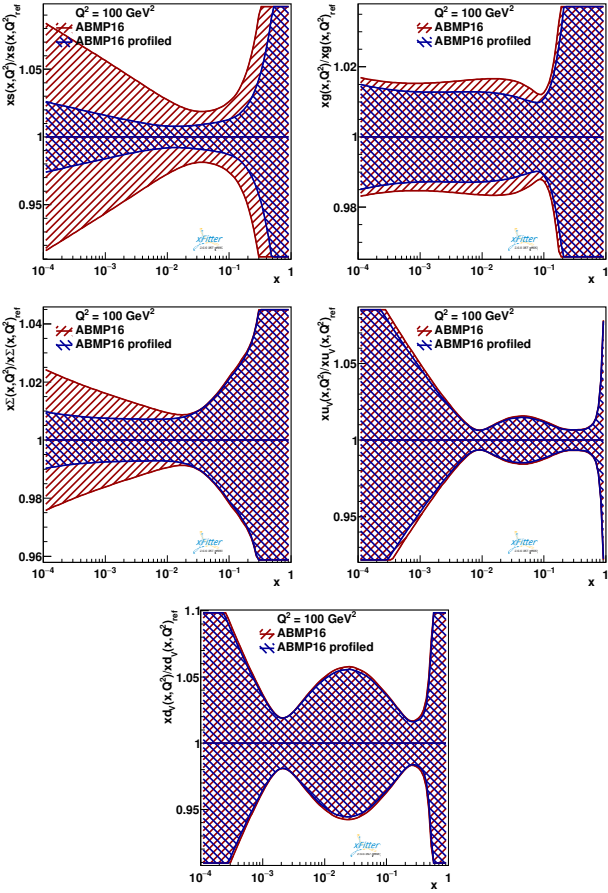 Q² = 100 GeV²
ABMP16
ABMP16 profiled
xs(x,Q²)/xs(x,Q²)ref
1.05
1
0.95
10⁻⁴ 10⁻³ 10⁻² 10⁻¹ 1
x
xFitter
Q² = 100 GeV²
ABMP16
ABMP16 profiled
xg(x,Q²)/xg(x,Q²)ref
1.02
1
0.98
10⁻⁴ 10⁻³ 10⁻² 10⁻¹ 1
x
xFitter
Q² = 100 GeV²
ABMP16
ABMP16 profiled
xΣ(x,Q²)/xΣ(x,Q²)ref
1.04
1.02
1
0.98
0.96
10⁻⁴ 10⁻³ 10⁻² 10⁻¹ 1
x
xFitter
Q² = 100 GeV²
ABMP16
ABMP16 profiled
xuV(x,Q²)/xuV(x,Q²)ref
1.05
1
0.95
10⁻⁴ 10⁻³ 10⁻² 10⁻¹ 1
x
xFitter
Q² = 100 GeV²
ABMP16
ABMP16 profiled
xdV(x,Q²)/xdV(x,Q²)ref
1.1
1.05
1
0.95
10⁻⁴ 10⁻³ 10⁻² 10⁻¹ 1
x
xFitter